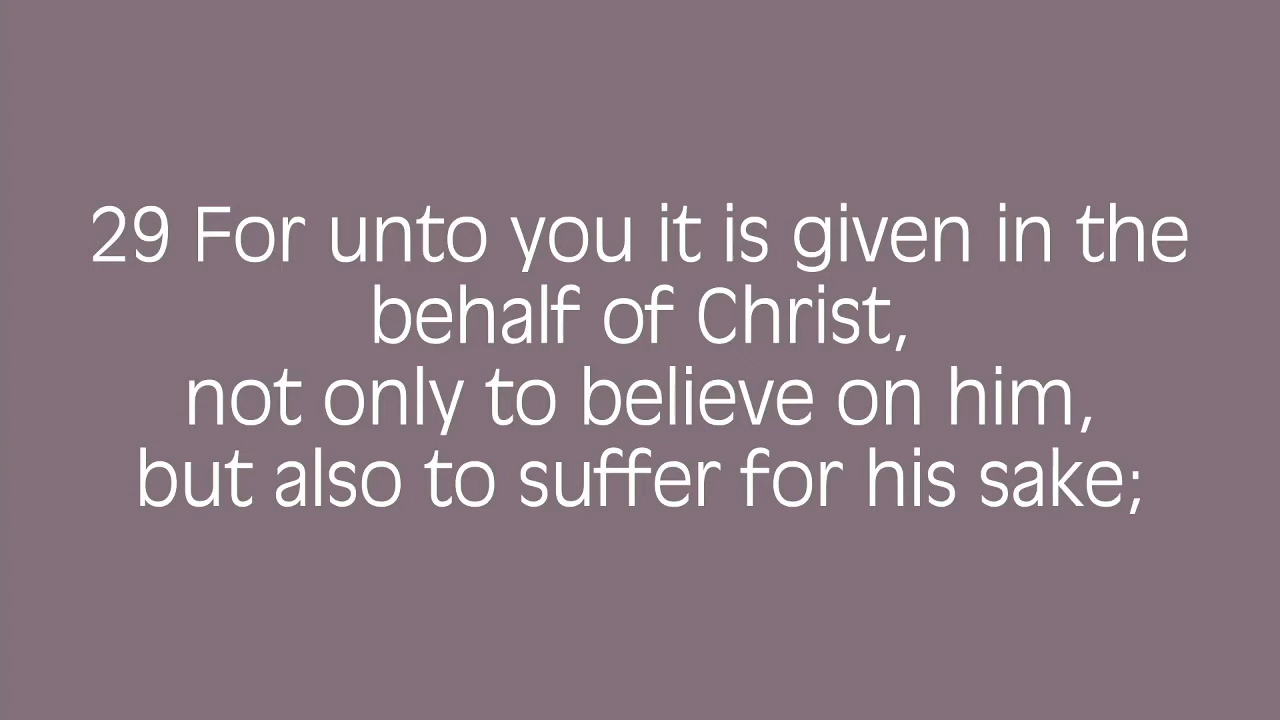 29 For unto you it is given in the
behalf of Christ,
not only to believe on him,
but also to suffer for his sake;